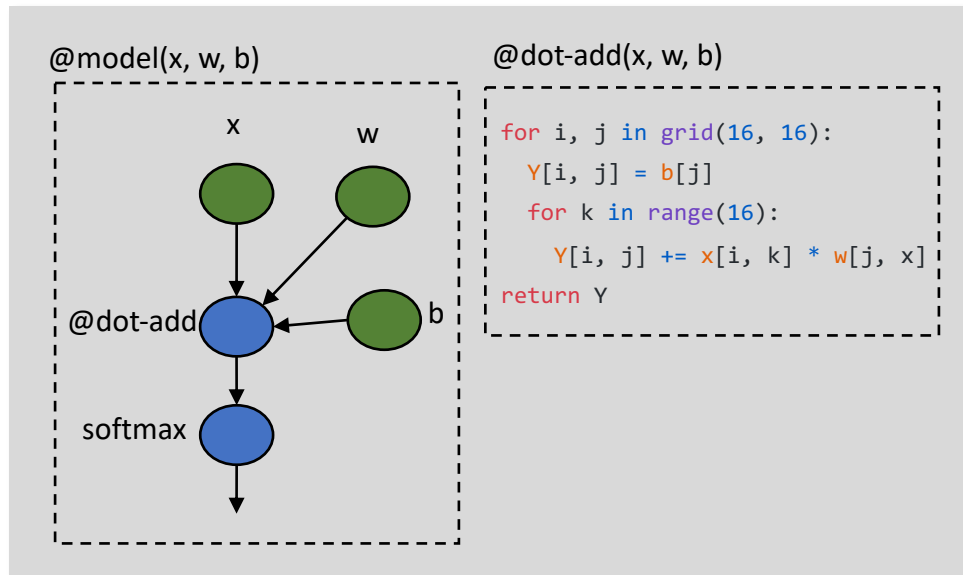 @model(x, w, b)
x
w
@dot-add
b
softmax
@dot-add(x, w, b)
for i, j in grid(16, 16):
Y[i, j] = b[j]
for k in range(16):
Y[i, j] += x[i, k] * w[j, x]
return Y